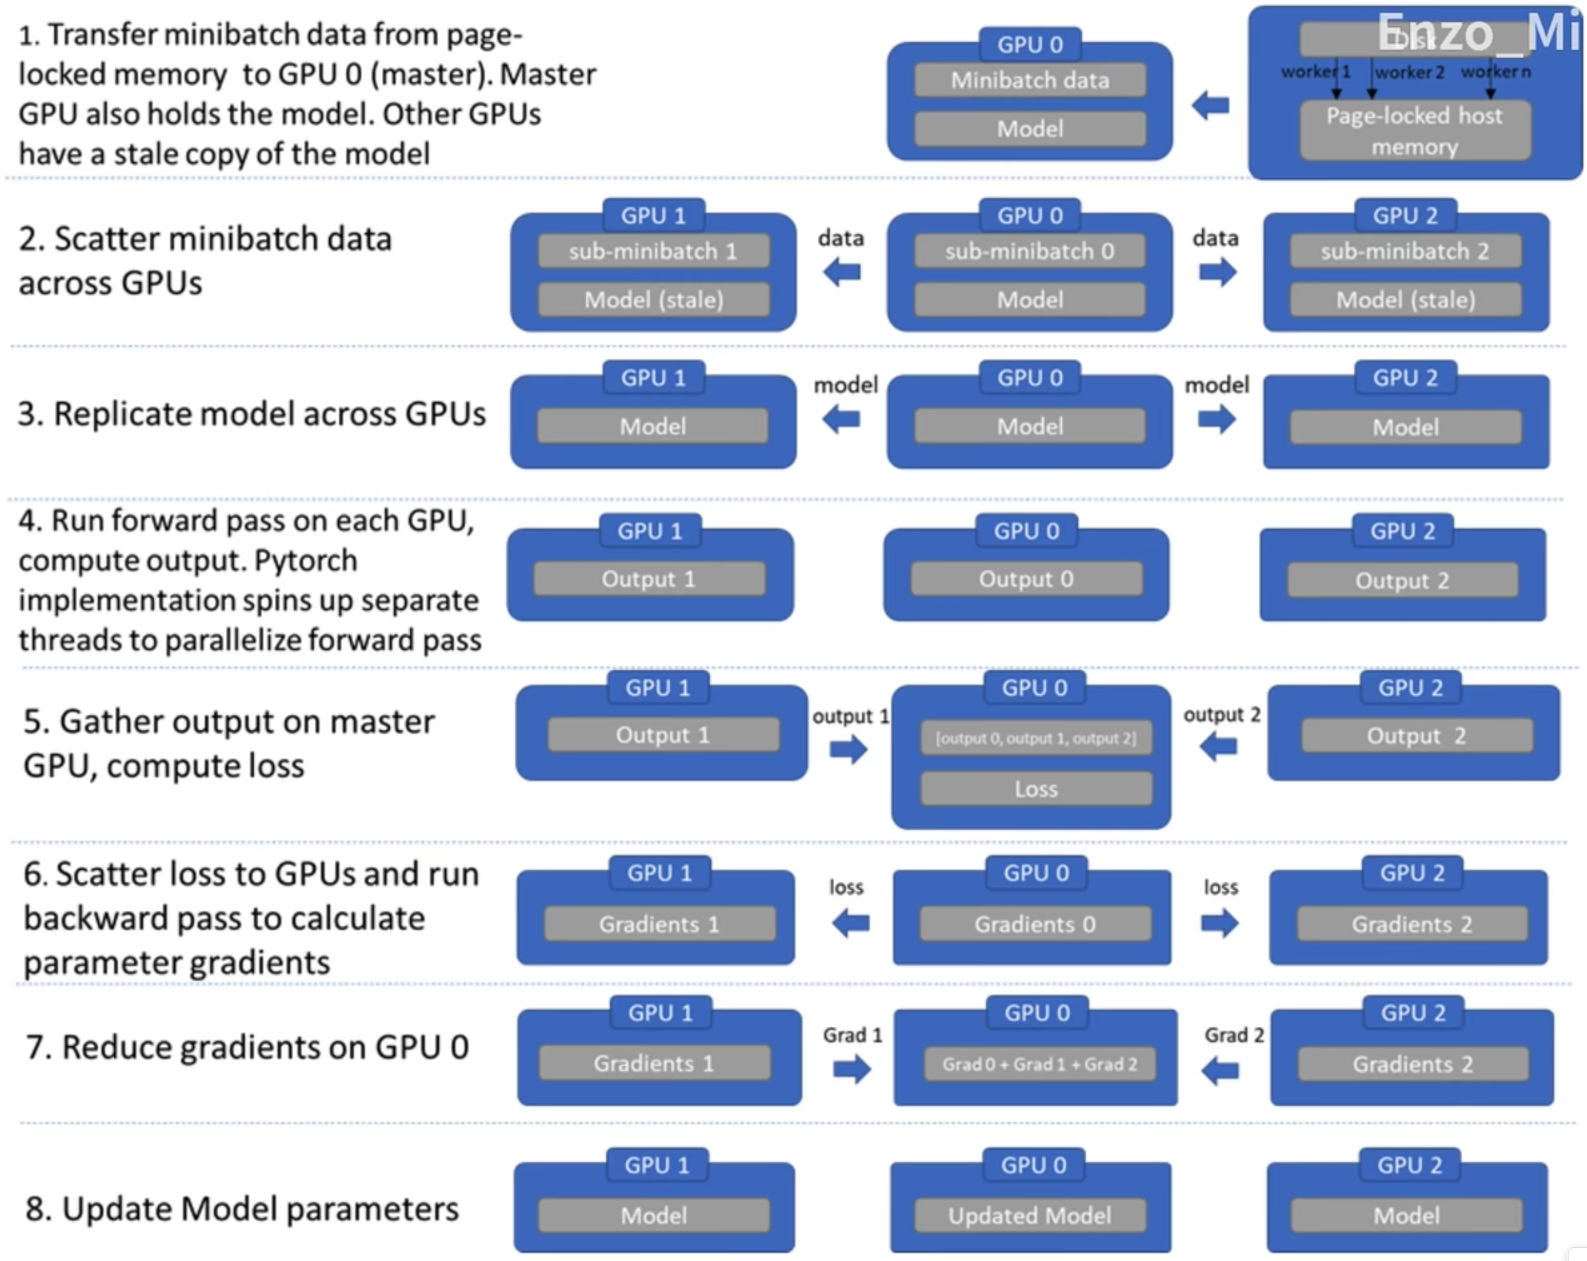 1. Transfer minibatch data from page-
locked memory to GPU 0 (master). Master
GPU also holds the model. Other GPUs
have a stale copy of the model
GPU 0
Minibatch data
Model
Enzo_Mi
Disk
worker 1 worker 2 worker n
Page-locked host
memory
2. Scatter minibatch data
across GPUs
GPU 1
sub-minibatch 1
Model (stale)
data
GPU 0
sub-minibatch 0
Model
data
GPU 2
sub-minibatch 2
Model (stale)
3. Replicate model across GPUs
GPU 1
Model
model
GPU 0
Model
model
GPU 2
Model
4. Run forward pass on each GPU,
compute output. Pytorch
implementation spins up separate
threads to parallelize forward pass
GPU 1
Output 1
GPU 0
Output 0
GPU 2
Output 2
5. Gather output on master
GPU, compute loss
GPU 1
Output 1
output 1
GPU 0
[output 0, output 1, output 2]
Loss
output 2
GPU 2
Output 2
6. Scatter loss to GPUs and run
backward pass to calculate
parameter gradients
GPU 1
Gradients 1
loss
GPU 0
Gradients 0
loss
GPU 2
Gradients 2
7. Reduce gradients on GPU 0
GPU 1
Gradients 1
Grad 1
GPU 0
Grad 0 + Grad 1 + Grad 2
Grad 2
GPU 2
Gradients 2
8. Update Model parameters
GPU 1
Model
GPU 0
Updated Model
GPU 2
Model